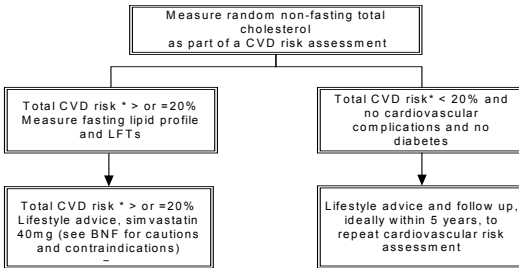 Measure random non-fasting total
cholesterol
as part of a CVD risk assessment
Total CVD risk * > or =20%
Measure fasting lipid profile
and LFTs
Total CVD risk* < 20% and
no cardiovascular
complications and no
diabetes
Total CVD risk * > or =20%
Lifestyle advice, simvastatin
40mg (see BNF for cautions
and contraindications)
–
Lifestyle advice and follow up,
ideally within 5 years, to
repeat cardiovascular risk
assessment